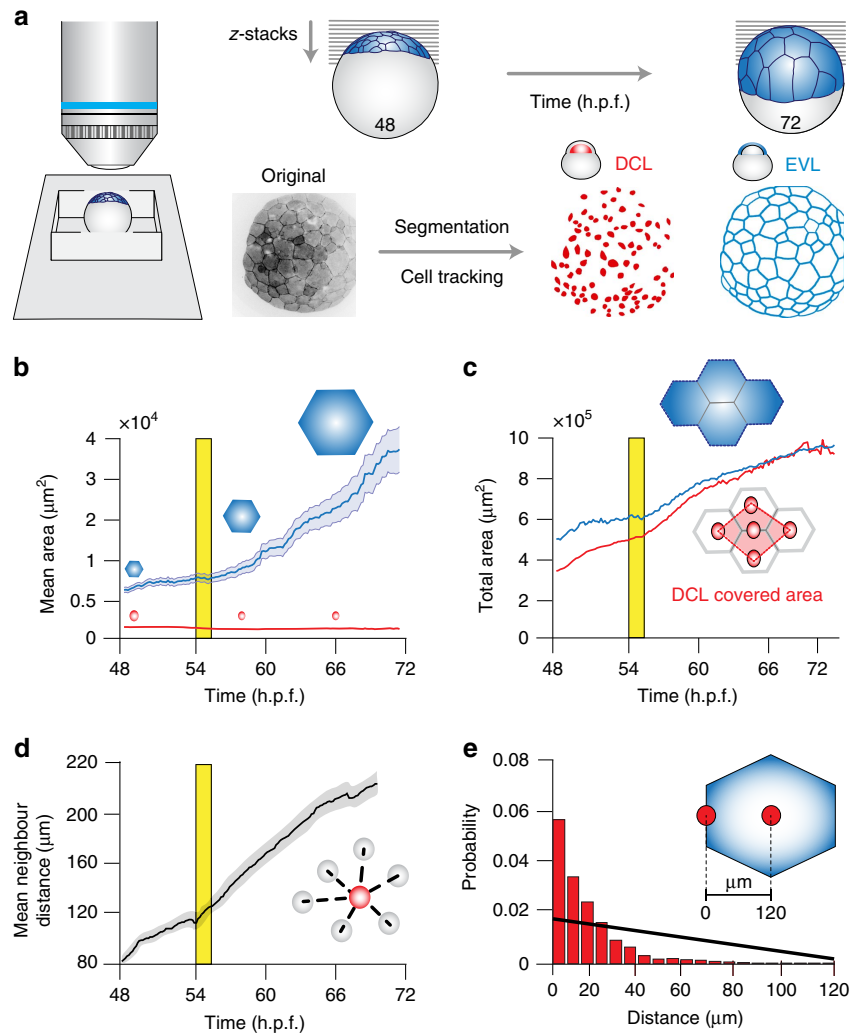 a
z-stacks
48
Time (h.p.f.)
72
Original
Segmentation
Cell tracking
DCL
EVL
b
×10⁴
Mean area (μm²)
4
3
2
1
0.5
0
48
54
60
66
72
Time (h.p.f.)
c
×10⁵
Total area (μm²)
10
8
6
4
2
0
DCL covered area
48
54
60
66
72
Time (h.p.f.)
d
Mean neighbour
distance (μm)
220
200
160
120
80
48
54
60
66
72
Time (h.p.f.)
e
Probability
0.08
0.06
0.04
0.02
0
μm
0
120
0
20
40
60
80
100
120
Distance (μm)